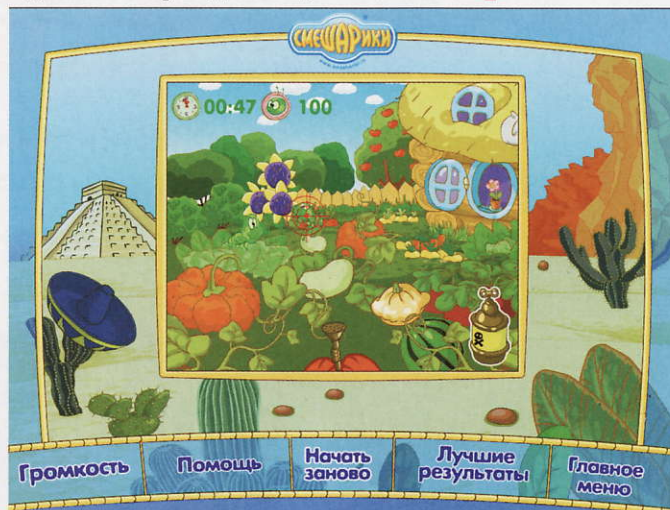 СМЕШАРИКИ
00:47 100
Громкость
Помощь
Начать
заново
Лучшие
результаты
Главное
меню